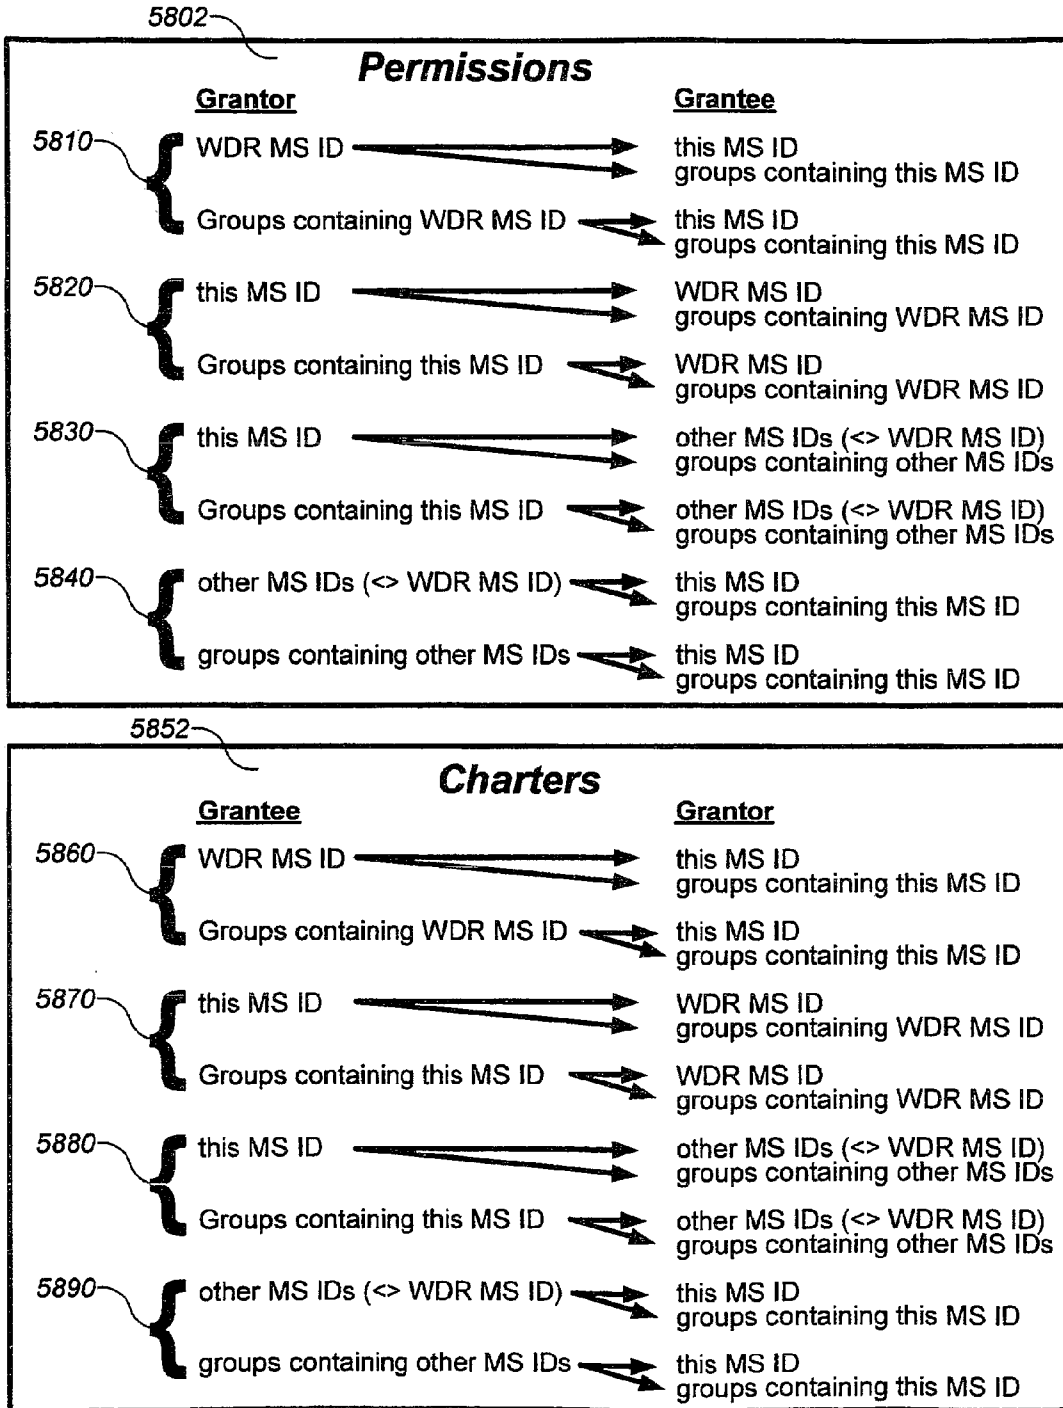 5802
Permissions
Grantor Grantee
5810 WDR MS ID this MS ID
groups containing this MS ID
Groups containing WDR MS ID this MS ID
groups containing this MS ID
5820 this MS ID WDR MS ID
groups containing WDR MS ID
Groups containing this MS ID WDR MS ID
groups containing WDR MS ID
5830 this MS ID other MS IDs (<> WDR MS ID)
groups containing other MS IDs
Groups containing this MS ID other MS IDs (<> WDR MS ID)
groups containing other MS IDs
5840 other MS IDs (<> WDR MS ID) this MS ID
groups containing this MS ID
groups containing other MS IDs this MS ID
groups containing this MS ID
5852
Charters
Grantee Grantor
5860 WDR MS ID this MS ID
groups containing this MS ID
Groups containing WDR MS ID this MS ID
groups containing this MS ID
5870 this MS ID WDR MS ID
groups containing WDR MS ID
Groups containing this MS ID WDR MS ID
groups containing WDR MS ID
5880 this MS ID other MS IDs (<> WDR MS ID)
groups containing other MS IDs
Groups containing this MS ID other MS IDs (<> WDR MS ID)
groups containing other MS IDs
5890 other MS IDs (<> WDR MS ID) this MS ID
groups containing this MS ID
groups containing other MS IDs this MS ID
groups containing this MS ID